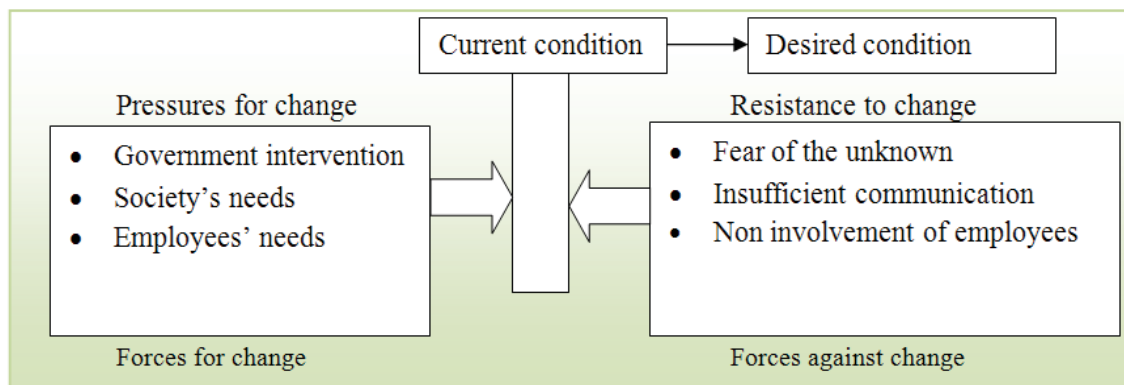 Current condition
Desired condition
Pressures for change
• Government intervention
• Society’s needs
• Employees’ needs
Forces for change
Resistance to change
• Fear of the unknown
• Insufficient communication
• Non involvement of employees
Forces against change